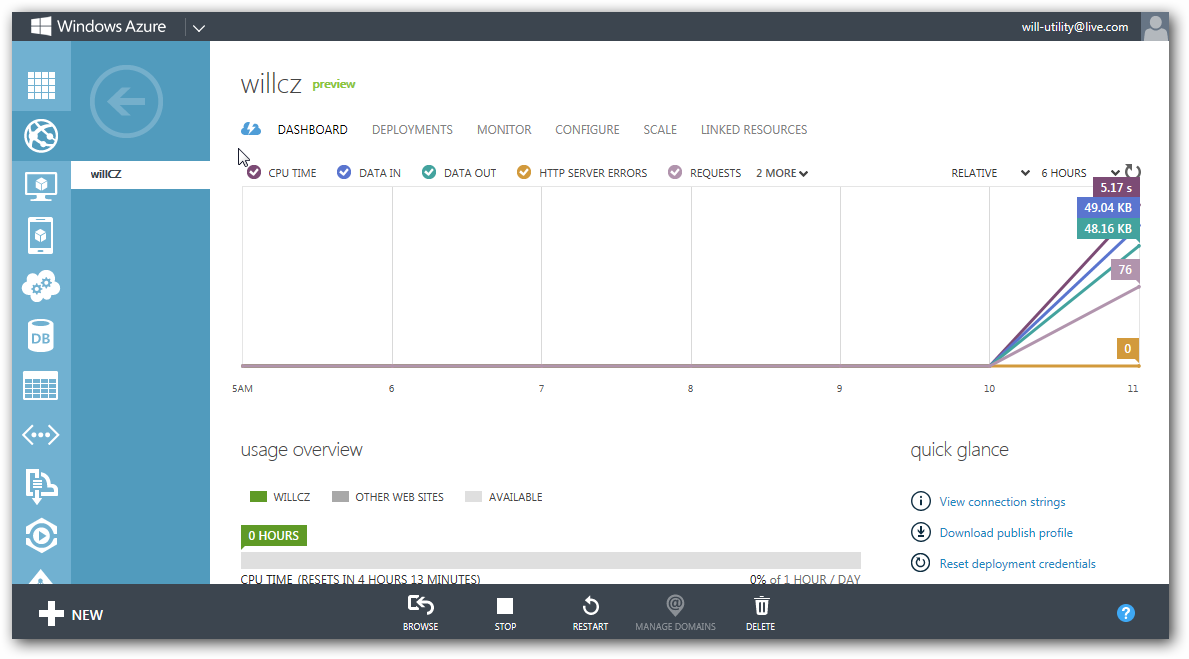 Windows Azure
will-utility@live.com
willcz preview
DASHBOARD DEPLOYMENTS MONITOR CONFIGURE SCALE LINKED RESOURCES
willCZ
CPU TIME DATA IN DATA OUT HTTP SERVER ERRORS REQUESTS 2 MORE RELATIVE 6 HOURS
5.17 s
49.04 KB
48.16 KB
76
0
DB
5AM 6 7 8 9 10 11
usage overview
WILLCZ OTHER WEB SITES AVAILABLE
0 HOURS
CPU TIME (RESETS IN 4 HOURS 13 MINUTES) 0% of 1 HOUR / DAY
quick glance
View connection strings
Download publish profile
Reset deployment credentials
NEW
BROWSE STOP RESTART MANAGE DOMAINS DELETE
?